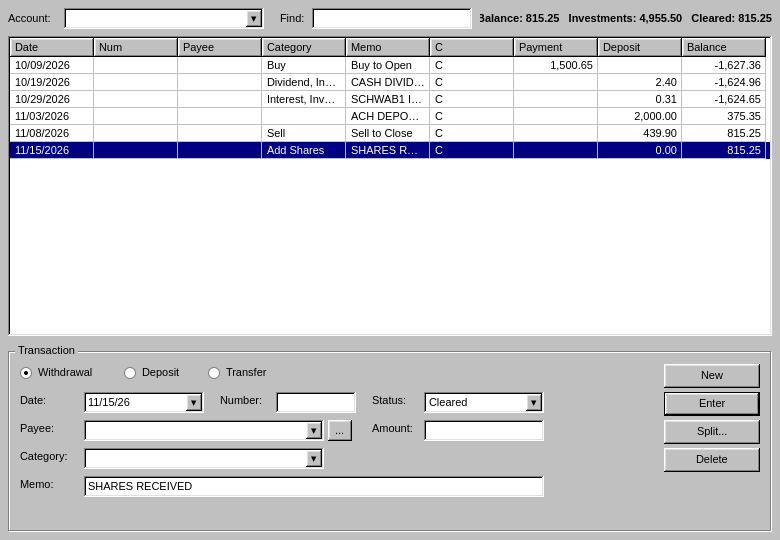 Account: Find: Balance: 815.25 Investments: 4,955.50 Cleared: 815.25
Date Num Payee Category Memo C Payment Deposit Balance
10/09/2026 Buy Buy to Open C 1,500.65 -1,627.36
10/19/2026 Dividend, In... CASH DIVID... C 2.40 -1,624.96
10/29/2026 Interest, Inv... SCHWAB1 I... C 0.31 -1,624.65
11/03/2026 ACH DEPO... C 2,000.00 375.35
11/08/2026 Sell Sell to Close C 439.90 815.25
11/15/2026 Add Shares SHARES R... C 0.00 815.25
Transaction
Withdrawal Deposit Transfer New
Date: 11/15/26 Number: Status: Cleared Enter
Payee: ... Amount: Split...
Category: Delete
Memo: SHARES RECEIVED